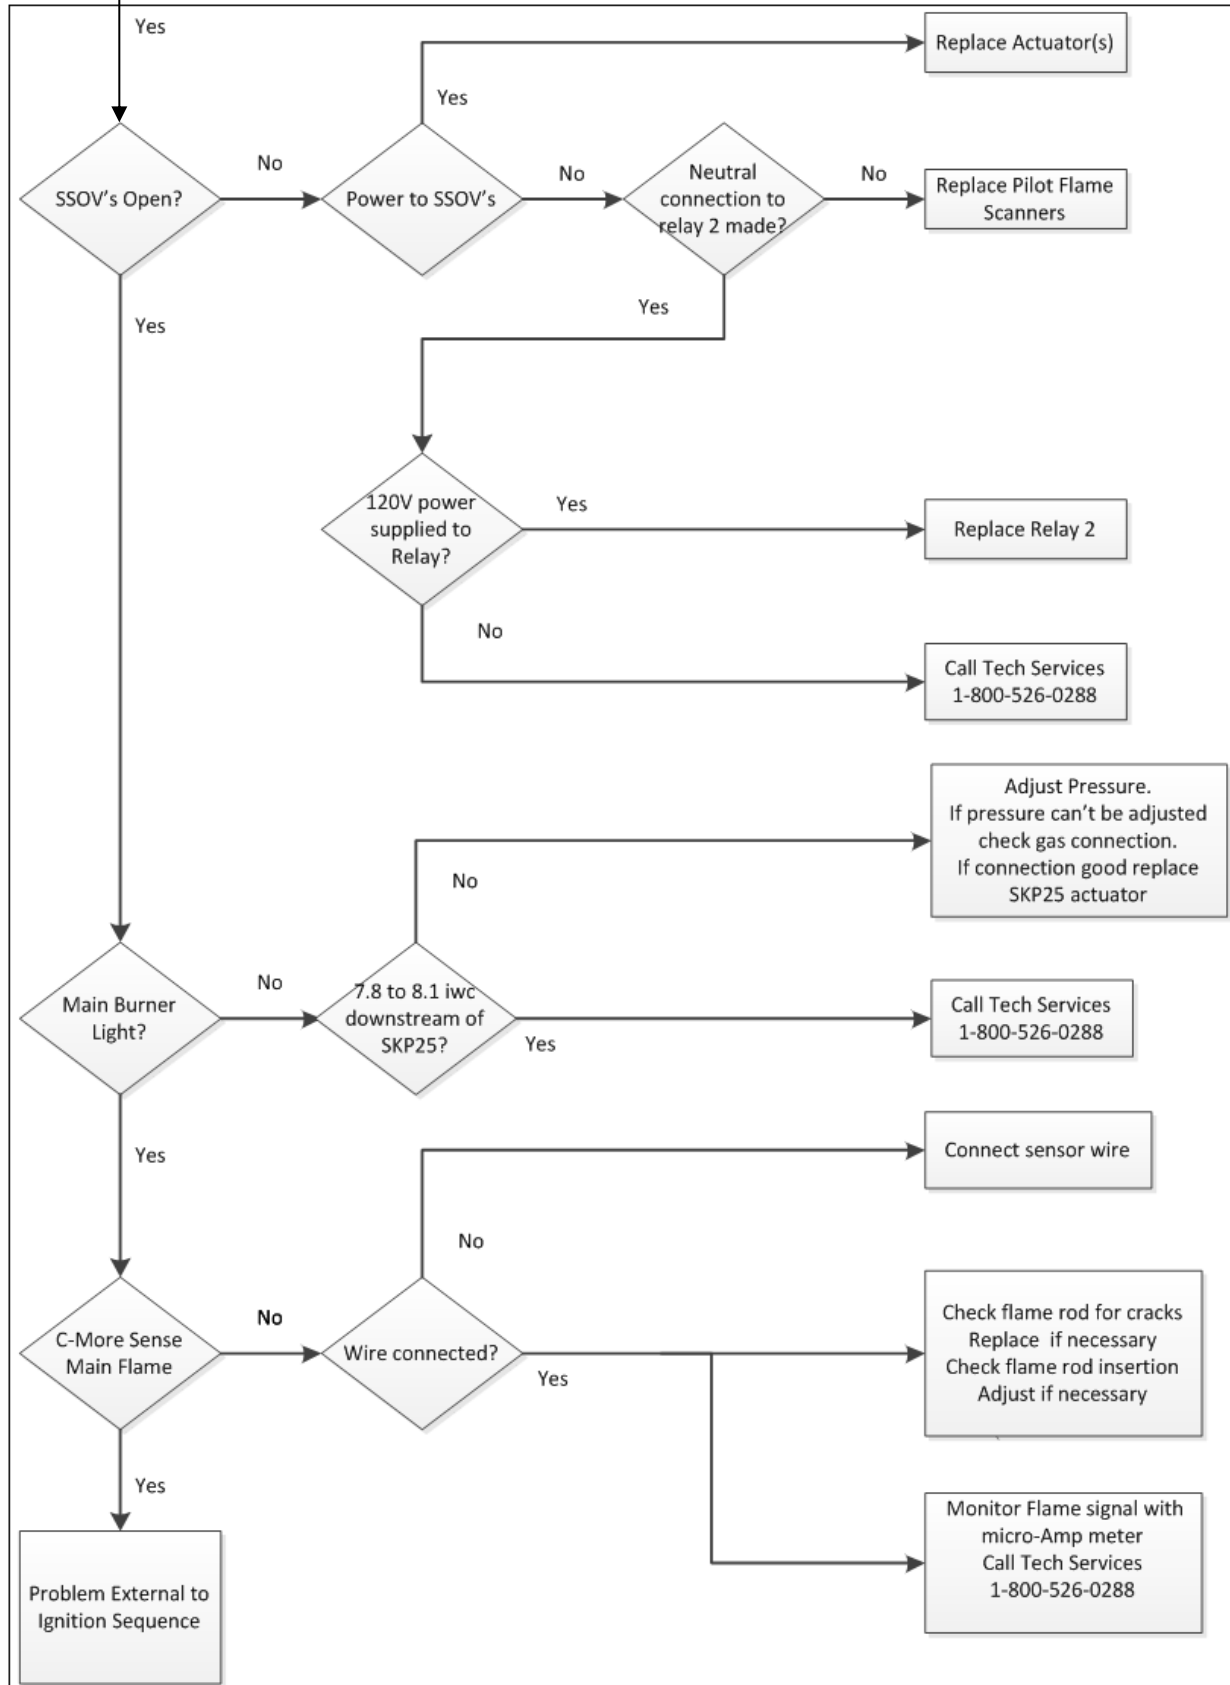 Yes
Replace Actuator(s)
Yes
SSOV's Open?
No
Power to SSOV's
No
Neutral
connection to
relay 2 made?
No
Replace Pilot Flame
Scanners
Yes
Yes
120V power
supplied to
Relay?
Yes
Replace Relay 2
No
Call Tech Services
1-800-526-0288
Adjust Pressure.
If pressure can't be adjusted
check gas connection.
If connection good replace
SKP25 actuator
No
Main Burner
Light?
No
7.8 to 8.1 iwc
downstream of
SKP25?
Yes
Call Tech Services
1-800-526-0288
Yes
Connect sensor wire
No
C-More Sense
Main Flame
No
Wire connected?
Yes
Check flame rod for cracks
Replace if necessary
Check flame rod insertion
Adjust if necessary
Yes
Monitor Flame signal with
micro-Amp meter
Call Tech Services
1-800-526-0288
Problem External to
Ignition Sequence